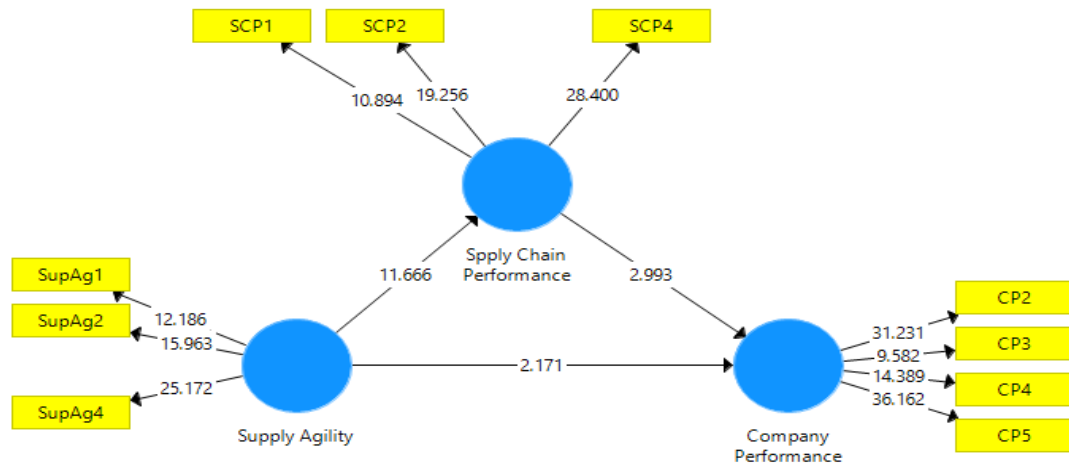 SCP1 SCP2 SCP4
10.894 19.256 28.400
Spply Chain
Performance
11.666 2.993
SupAg1
SupAg2
SupAg4
12.186
15.963
25.172
Supply Agility
2.171
Company
Performance
31.231
9.582
14.389
36.162
CP2
CP3
CP4
CP5